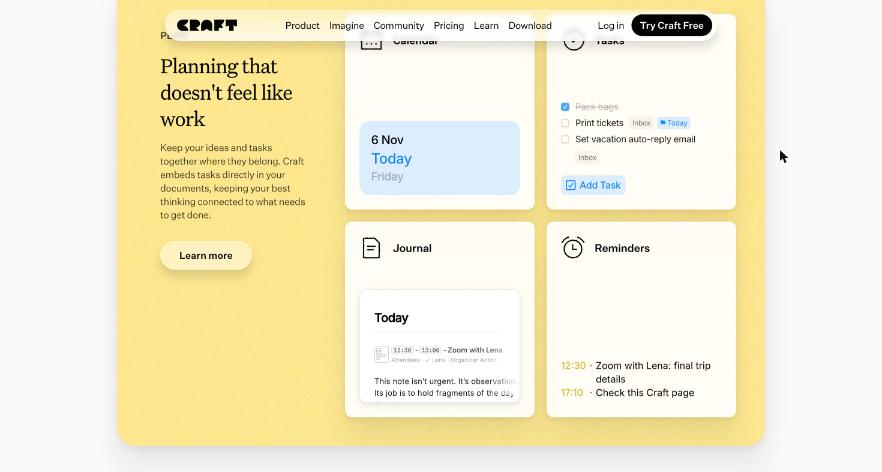 CRAFT
Product Imagine Community Pricing Learn Download Log in Try Craft Free
Planning that
doesn't feel like
work
Keep your ideas and tasks
together where they belong. Craft
embeds tasks directly in your
documents, keeping your best
thinking connected to what needs
to get done.
Learn more
Calendar
6 Nov
Today
Friday
Tasks
Pack bags
Print tickets Inbox Today
Set vacation auto-reply email
Inbox
Add Task
Journal
Today
12:30 - 13:00 - Zoom with Lena
Attendees · ✓ Lena · Organizer
This note isn't urgent. It's observation.
Its job is to hold fragments of the day
Reminders
12:30 · Zoom with Lena: final trip
details
17:10 · Check this Craft page